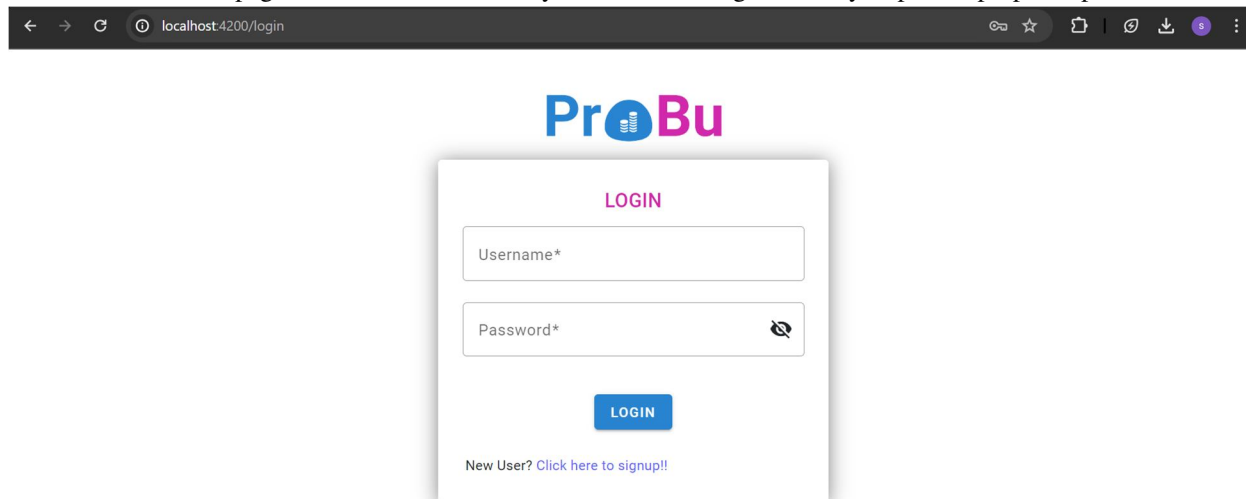 localhost:4200/login
s
Pr Bu
LOGIN
Username*
Password*
LOGIN
New User? Click here to signup!!